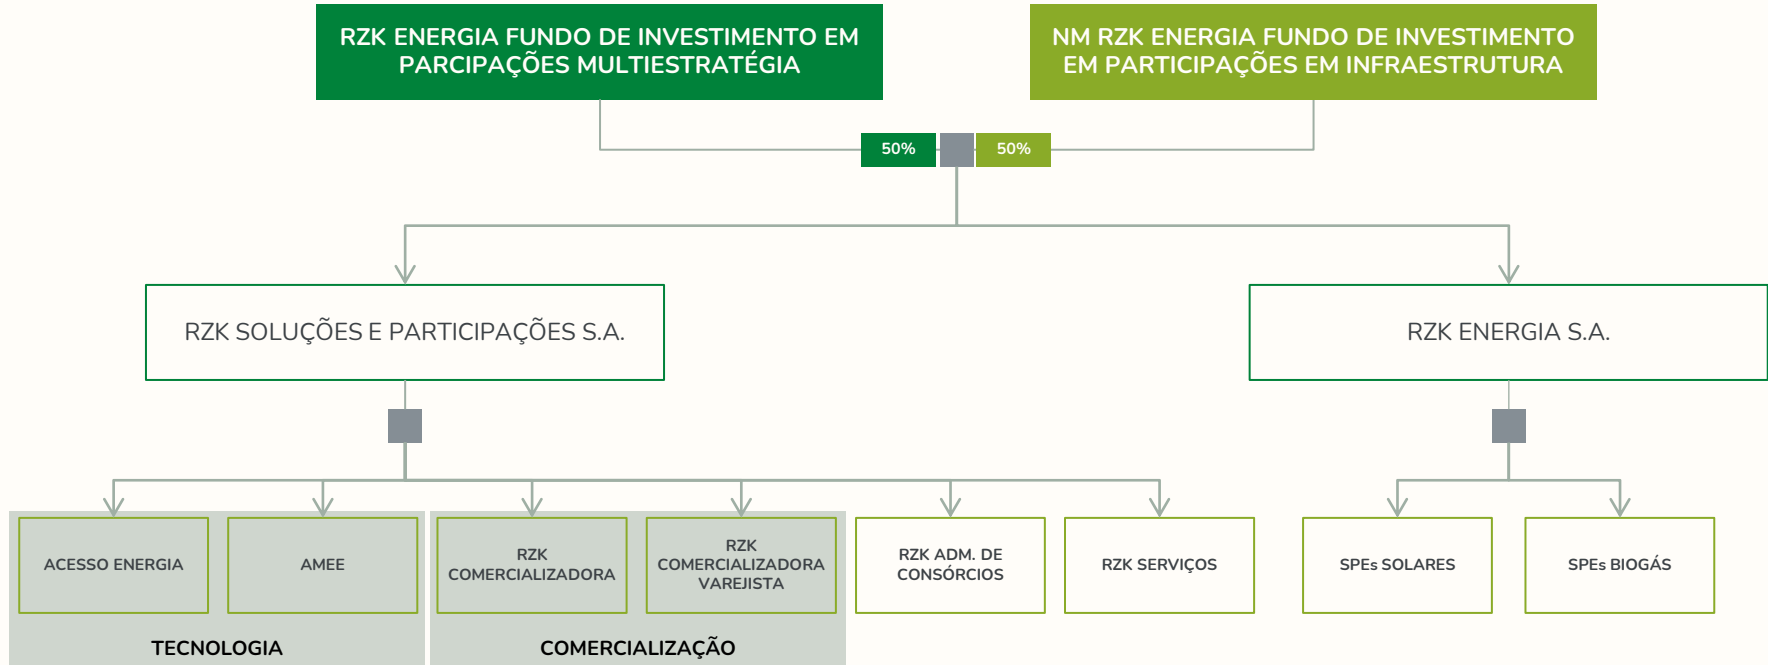 RZK ENERGIA FUNDO DE INVESTIMENTO EM
PARCIPAÇÕES MULTIESTRATÉGIA
NM RZK ENERGIA FUNDO DE INVESTIMENTO
EM PARTICIPAÇÕES EM INFRAESTRUTURA
50%
50%
RZK SOLUÇÕES E PARTICIPAÇÕES S.A.
RZK ENERGIA S.A.
ACESSO ENERGIA
AMEE
RZK
COMERCIALIZADORA
RZK
COMERCIALIZADORA
VAREJISTA
RZK ADM. DE
CONSÓRCIOS
RZK SERVIÇOS
SPEs SOLARES
SPEs BIOGÁS
TECNOLOGIA
COMERCIALIZAÇÃO